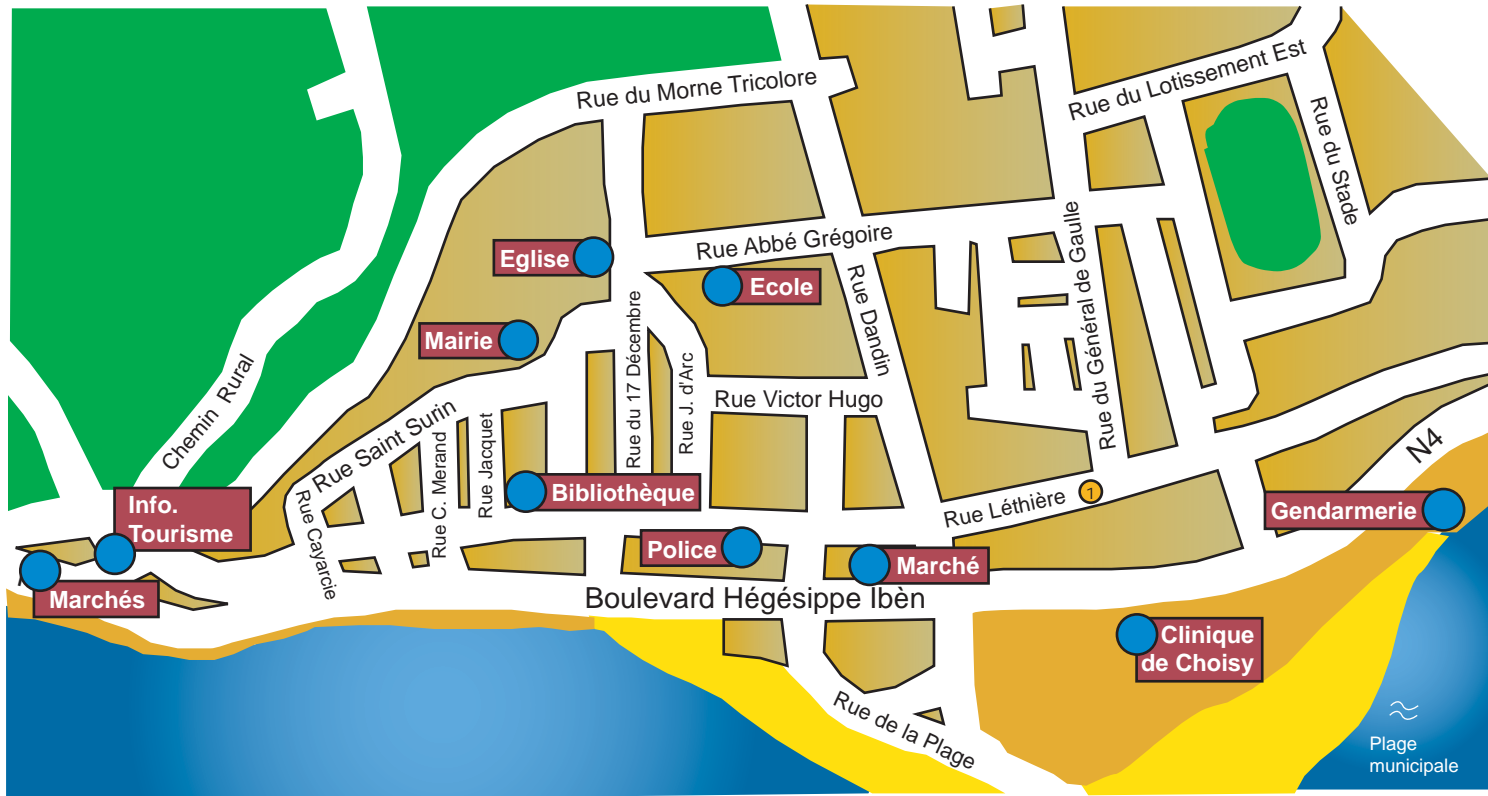 Rue du Morne Tricolore
Rue du Lotissement Est
Rue du Stade
Rue Abbé Grégoire
Eglise
Ecole
Rue du Général de Gaulle
Rue Dandin
Mairie
Rue du 17 Décembre
Rue J. d'Arc
Rue Victor Hugo
Chemin Rural
Rue Saint Surin
Rue C. Merand
Rue Jacquet
N4
Bibliothèque
Rue Léthière
1
Info.
Tourisme
Rue Cayarcie
Gendarmerie
Police
Marché
Marchés
Boulevard Hégésippe Ibèn
Clinique
de Choisy
Rue de la Plage
Plage
municipale